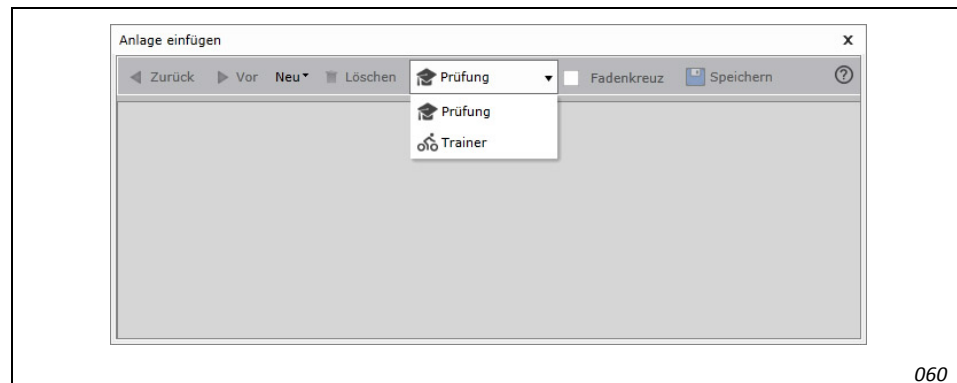 Anlage einfügen x
Zurück Vor Neu Löschen Prüfung Fadenkreuz Speichern ?
Prüfung
Trainer
060